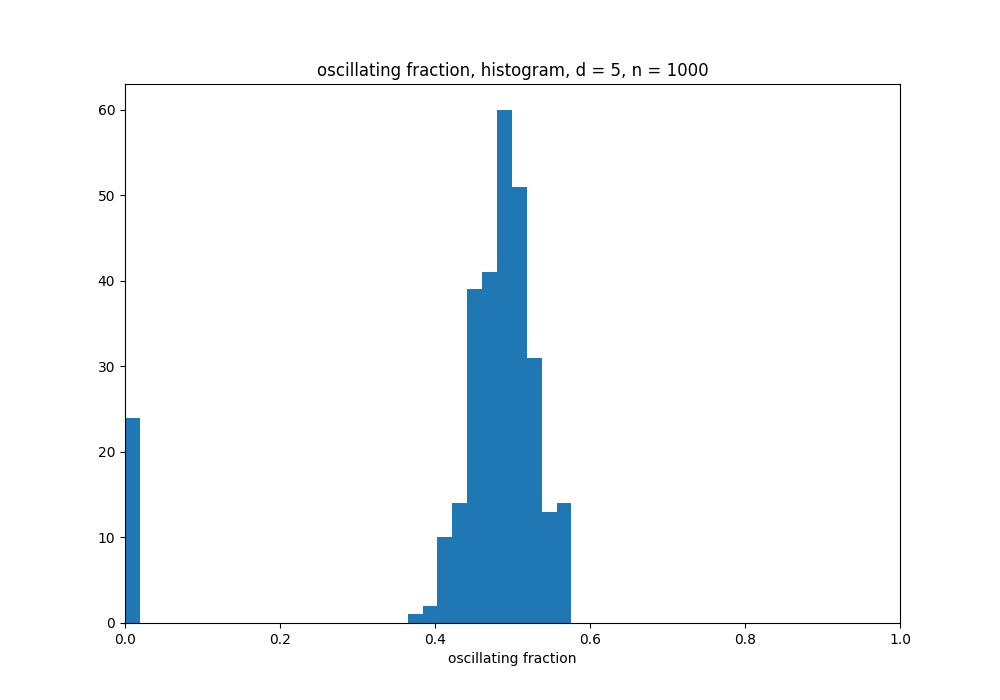 oscillating fraction, histogram, d = 5, n = 1000
60
50
40
30
20
10
0
0.0 0.2 0.4 0.6 0.8 1.0
oscillating fraction